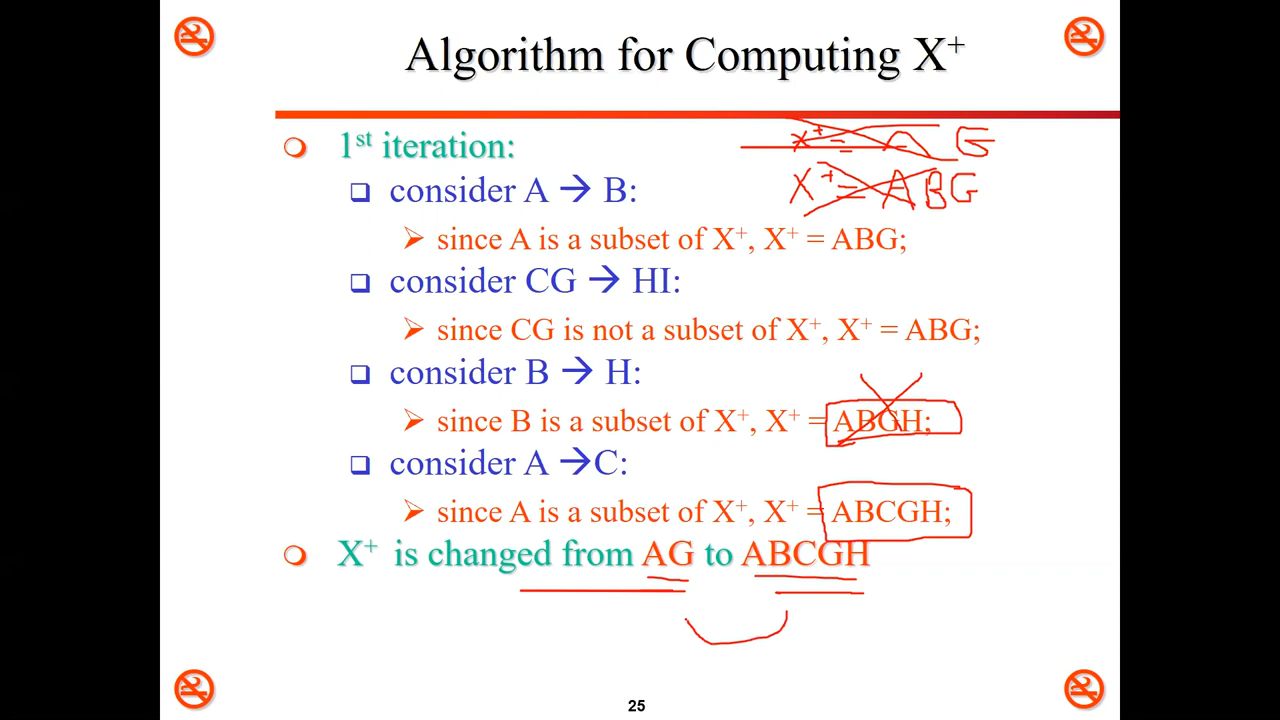 Algorithm for Computing X⁺
1st iteration:
X⁺ = A G
consider A → B:
X⁺ = ABG
since A is a subset of X⁺, X⁺ = ABG;
consider CG → HI:
since CG is not a subset of X⁺, X⁺ = ABG;
consider B → H:
since B is a subset of X⁺, X⁺ = ABGH;
consider A →C:
since A is a subset of X⁺, X⁺ = ABCGH;
X⁺ is changed from AG to ABCGH
25